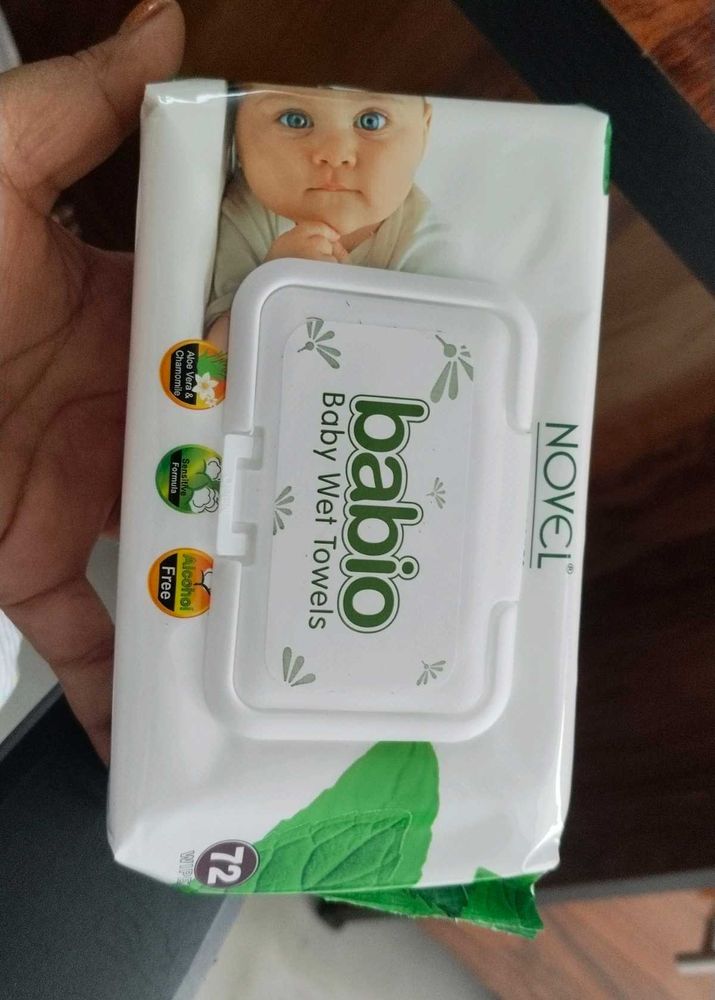 NOVEL®
babio
Baby Wet Towels
Aloe Vera &
Chamomile
Sensitive
Formula
Alcohol
Free
72